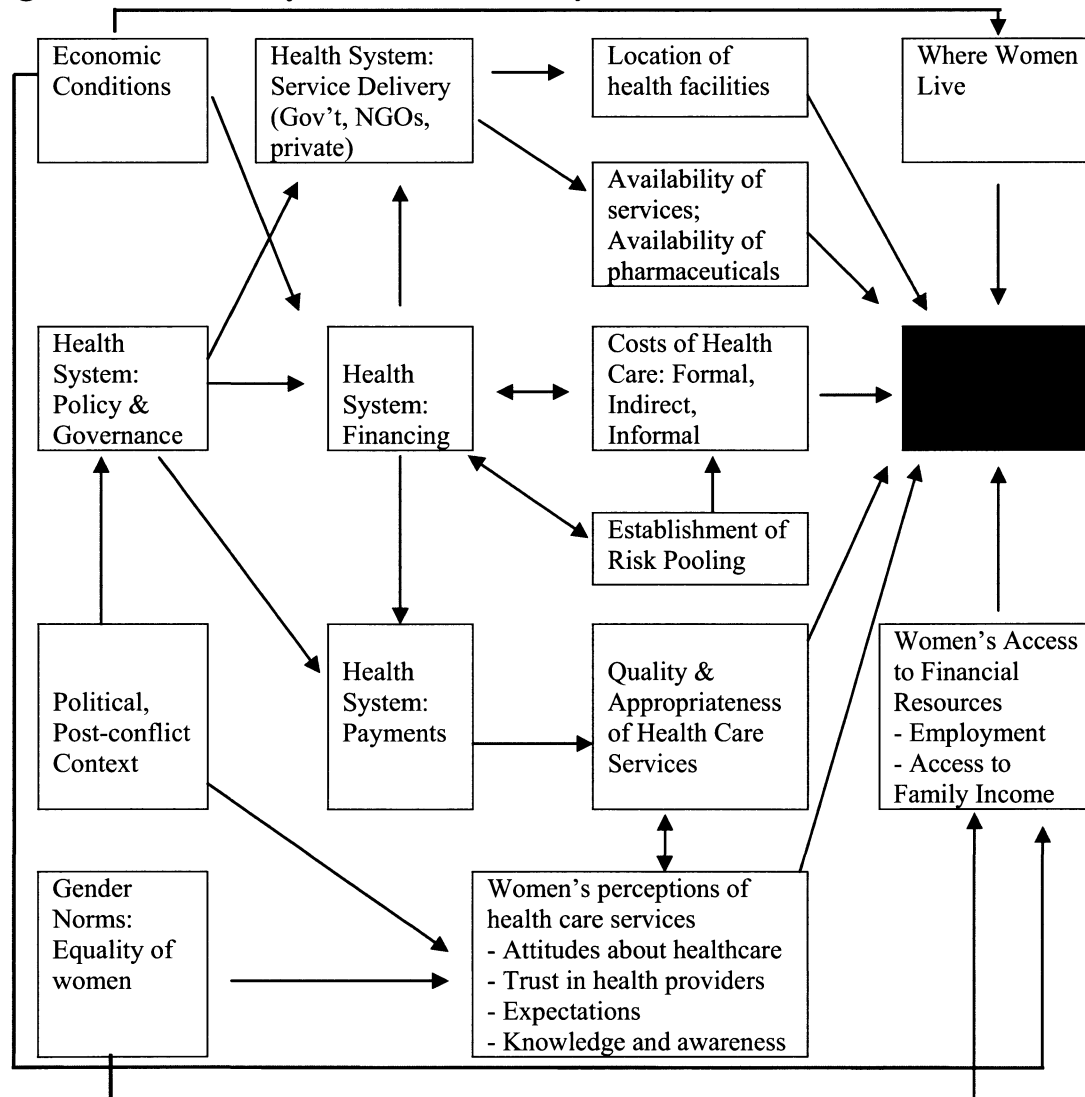 Economic
Conditions
Health System:
Service Delivery
(Gov't, NGOs,
private)
Location of
health facilities
Where Women
Live
Availability of
services;
Availability of
pharmaceuticals
Health
System:
Policy &
Governance
Health
System:
Financing
Costs of Health
Care: Formal,
Indirect,
Informal
Establishment of
Risk Pooling
Political,
Post-conflict
Context
Health
System:
Payments
Quality &
Appropriateness
of Health Care
Services
Women's Access
to Financial
Resources
- Employment
- Access to
Family Income
Gender
Norms:
Equality of
women
Women's perceptions of
health care services
- Attitudes about healthcare
- Trust in health providers
- Expectations
- Knowledge and awareness